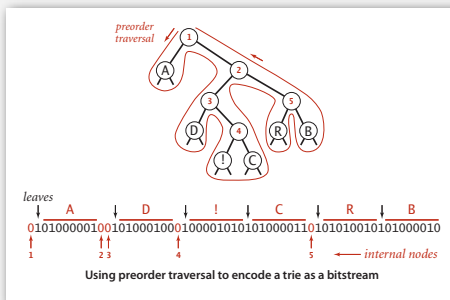 preorder
traversal
1
A
2
3
5
D
4
R
B
!
C
leaves
A D ! C R B
01010000010010100010001000010101010000110101010010101000010
1 2 3 4 5 internal nodes
Using preorder traversal to encode a trie as a bitstream